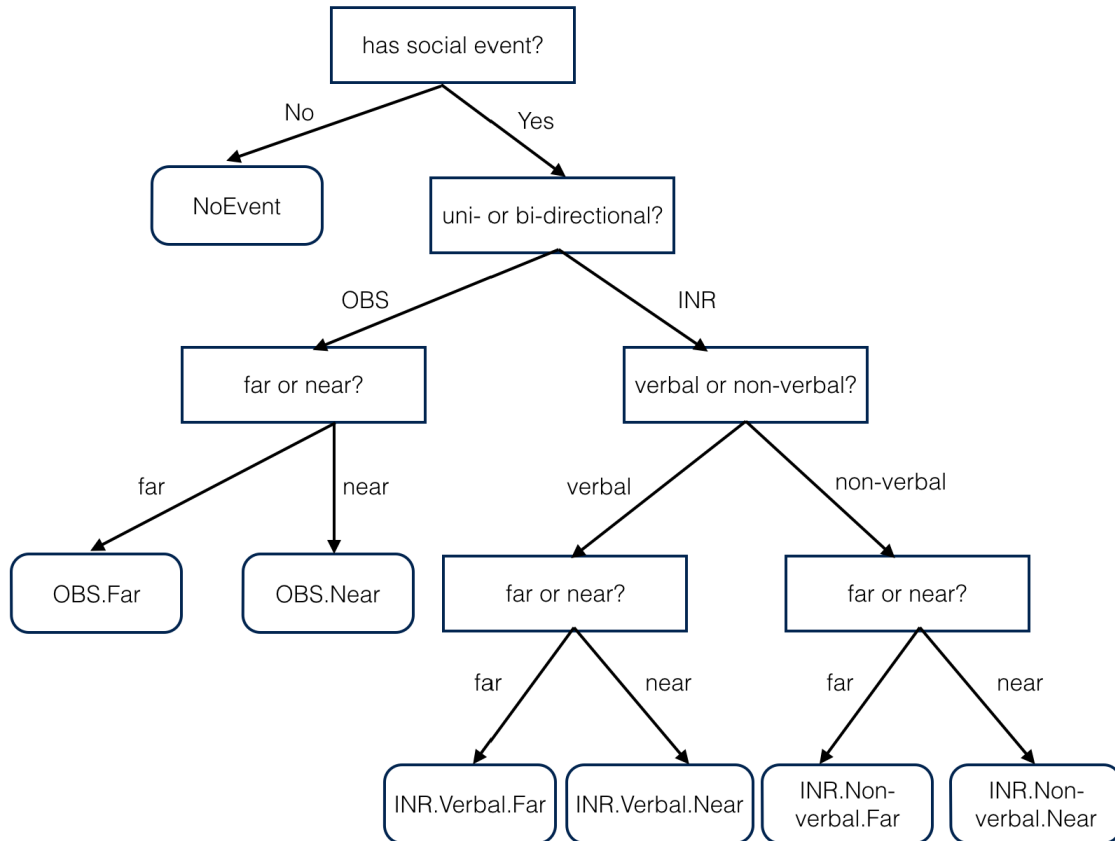 has social event?
No
Yes
NoEvent
uni- or bi-directional?
OBS
INR
far or near?
verbal or non-verbal?
far
near
verbal
non-verbal
OBS.Far
OBS.Near
far or near?
far or near?
far
near
far
near
INR.Verbal.Far
INR.Verbal.Near
INR.Non-
verbal.Far
INR.Non-
verbal.Near